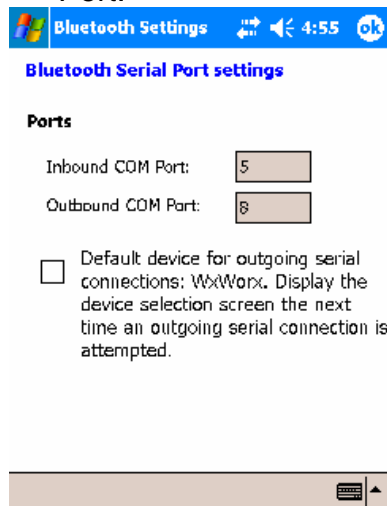 Bluetooth Settings 4:55 ok
Bluetooth Serial Port settings
Ports
Inbound COM Port: 5
Outbound COM Port: 8
Default device for outgoing serial
connections: WxWorx. Display the
device selection screen the next
time an outgoing serial connection is
attempted.